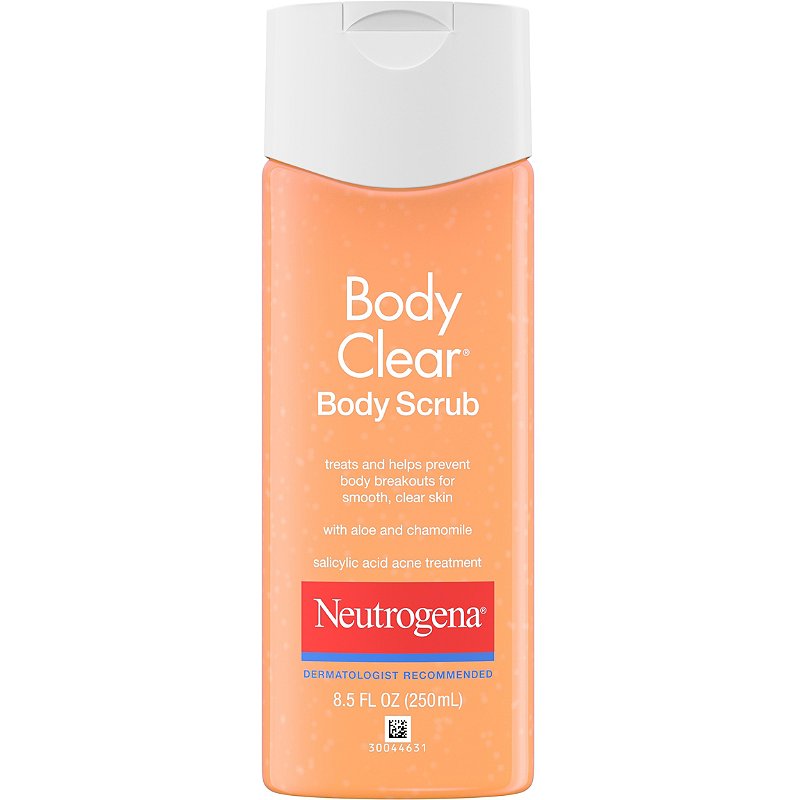 Body
Clear®
Body Scrub
treats and helps prevent
body breakouts for
smooth, clear skin
with aloe and chamomile
salicylic acid acne treatment
Neutrogena®
DERMATOLOGIST RECOMMENDED
8.5 FL OZ (250mL)
30044631